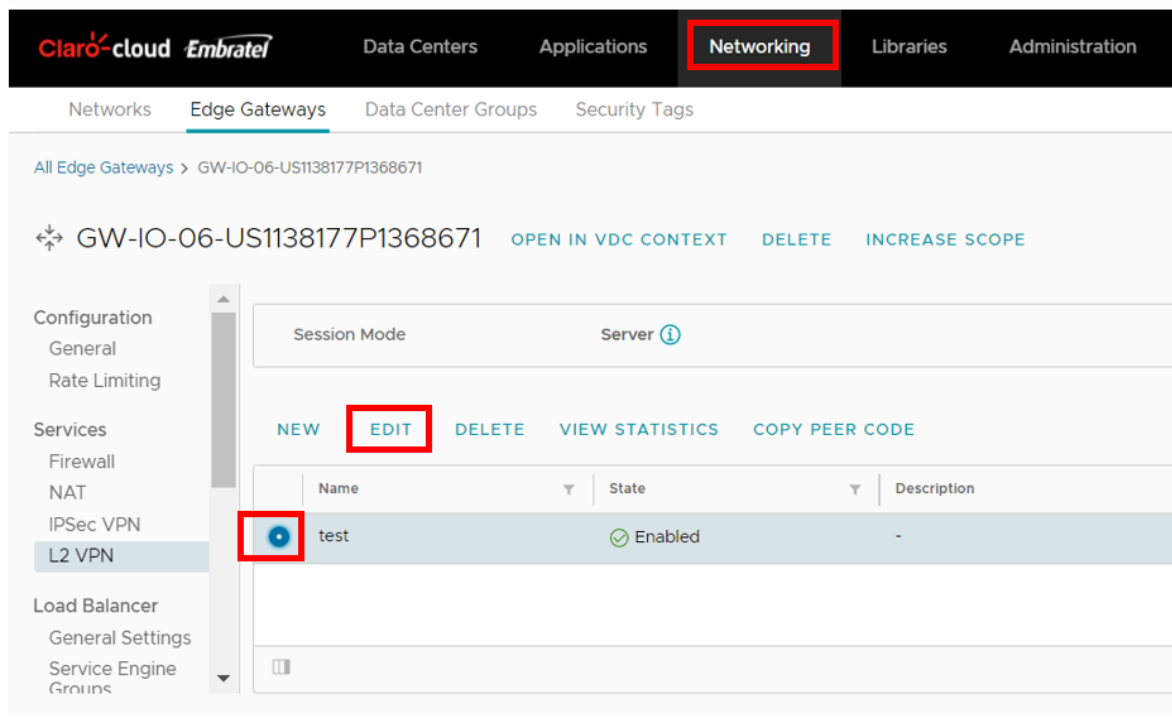 Claro-cloud Embratel Data Centers Applications Networking Libraries Administration
Networks Edge Gateways Data Center Groups Security Tags
All Edge Gateways > GW-IO-06-US1138177P1368671
GW-IO-06-US1138177P1368671 OPEN IN VDC CONTEXT DELETE INCREASE SCOPE
Configuration
General
Rate Limiting
Services
Firewall
NAT
IPSec VPN
L2 VPN
Load Balancer
General Settings
Service Engine
Groups
Session Mode Server
NEW EDIT DELETE VIEW STATISTICS COPY PEER CODE
Name State Description
test Enabled -